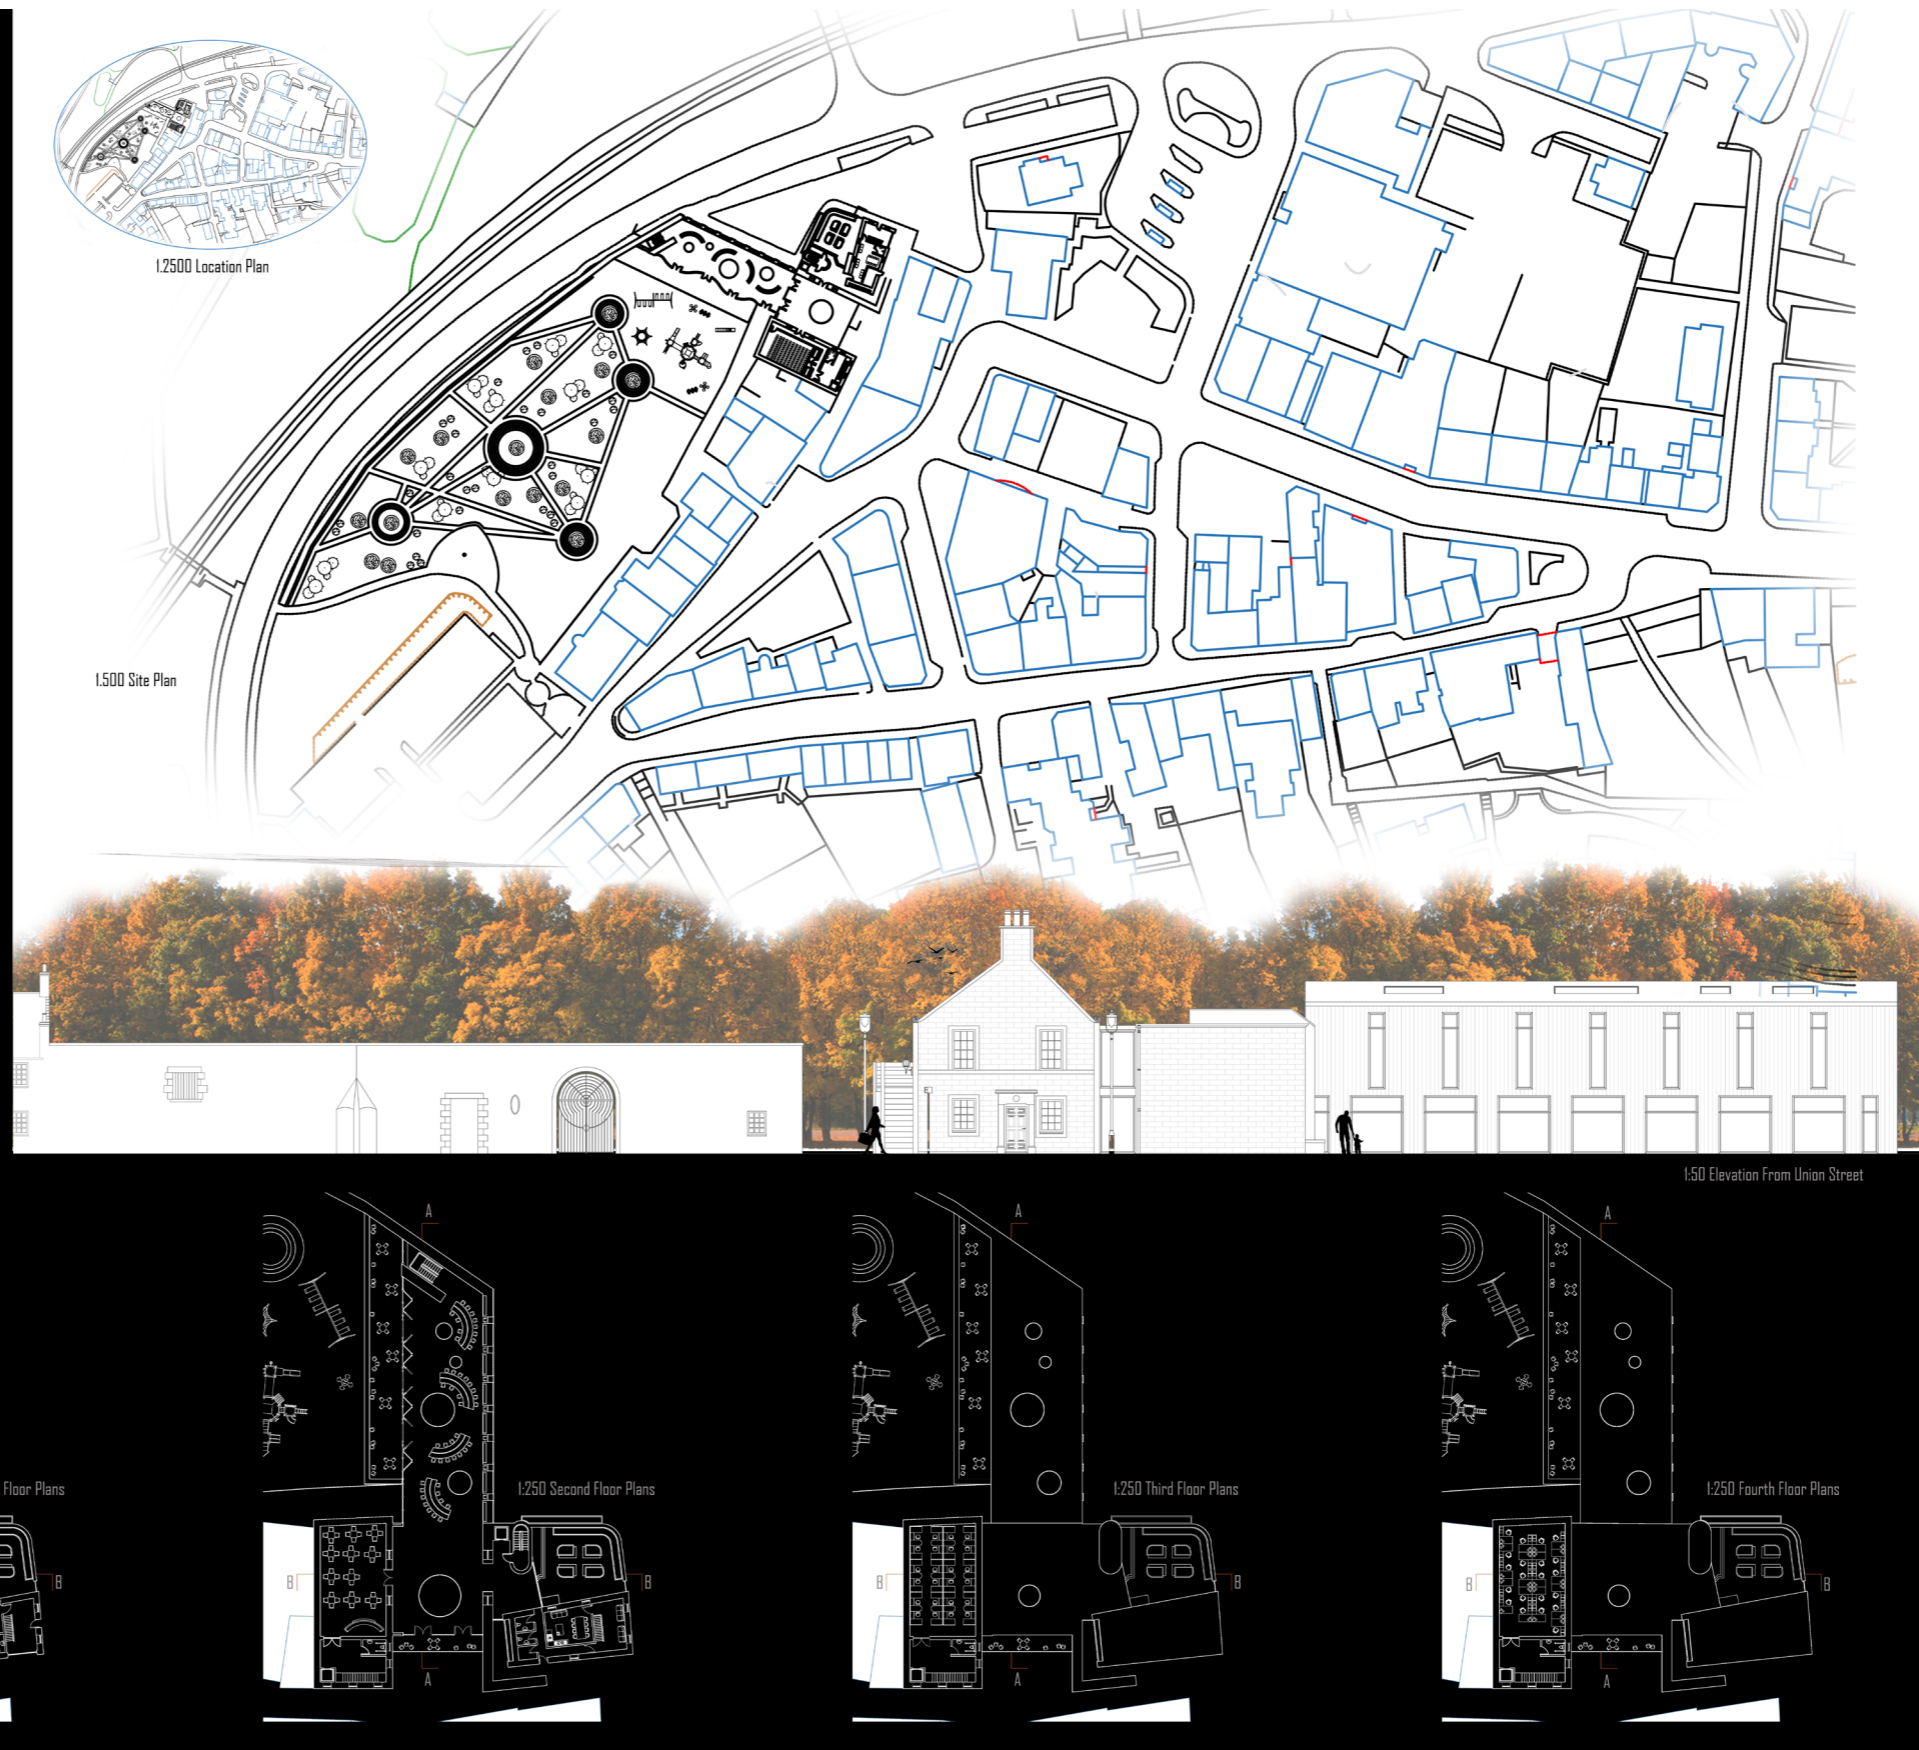 1.2500 Location Plan
1.500 Site Plan
1:50 Elevation From Union Street
A
A
A
Floor Plans
1:250 Second Floor Plans
1:250 Third Floor Plans
1:250 Fourth Floor Plans
B
B
B
B
B
B
B
A
A
A